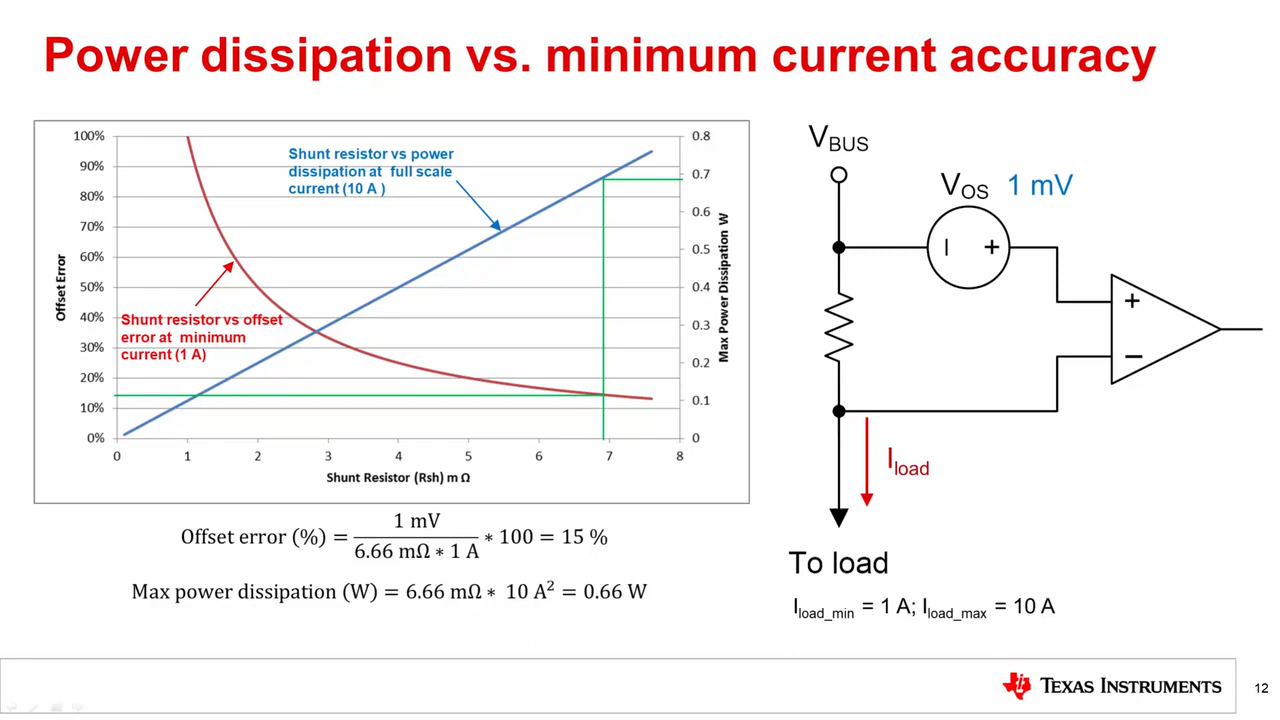 Power dissipation vs. minimum current accuracy
100%
90%
80%
70%
60%
50%
40%
30%
20%
10%
0%
Offset Error
Shunt resistor vs power
dissipation at full scale
current (10 A )
Shunt resistor vs offset
error at minimum
current (1 A)
0.8
0.7
0.6
0.5
0.4
0.3
0.2
0.1
0
Max Power Dissipation W
0 1 2 3 4 5 6 7 8
Shunt Resistor (Rsh) m Ω
Offset error (%) = 1 mV / 6.66 mΩ * 1 A * 100 = 15 %
Max power dissipation (W) = 6.66 mΩ * 10 A² = 0.66 W
VBUS
VOS 1 mV
+
+
−
Iload
To load
Iload_min = 1 A; Iload_max = 10 A
TEXAS INSTRUMENTS
12